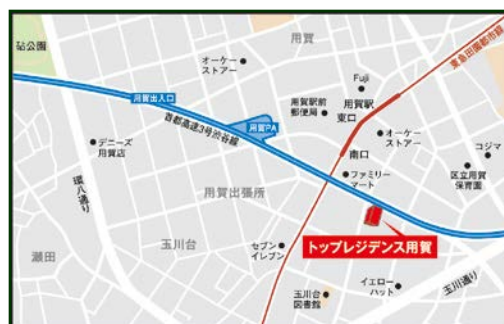 砧公園
オーケー
ストアー
用賀
東急田園都市線
Fuji
用賀駅
東口
用賀駅前
郵便局
用賀出入口
用賀PA
首都高速3号渋谷線
デニーズ
用賀店
オーケー
ストアー
コジマ
南口
ファミリー
マート
区立用賀
保育園
環八通り
用賀出張所
瀬田
玉川台
セブン
イレブン
トップレジデンス用賀
玉川台
図書館
イエロー
ハット
玉川通り